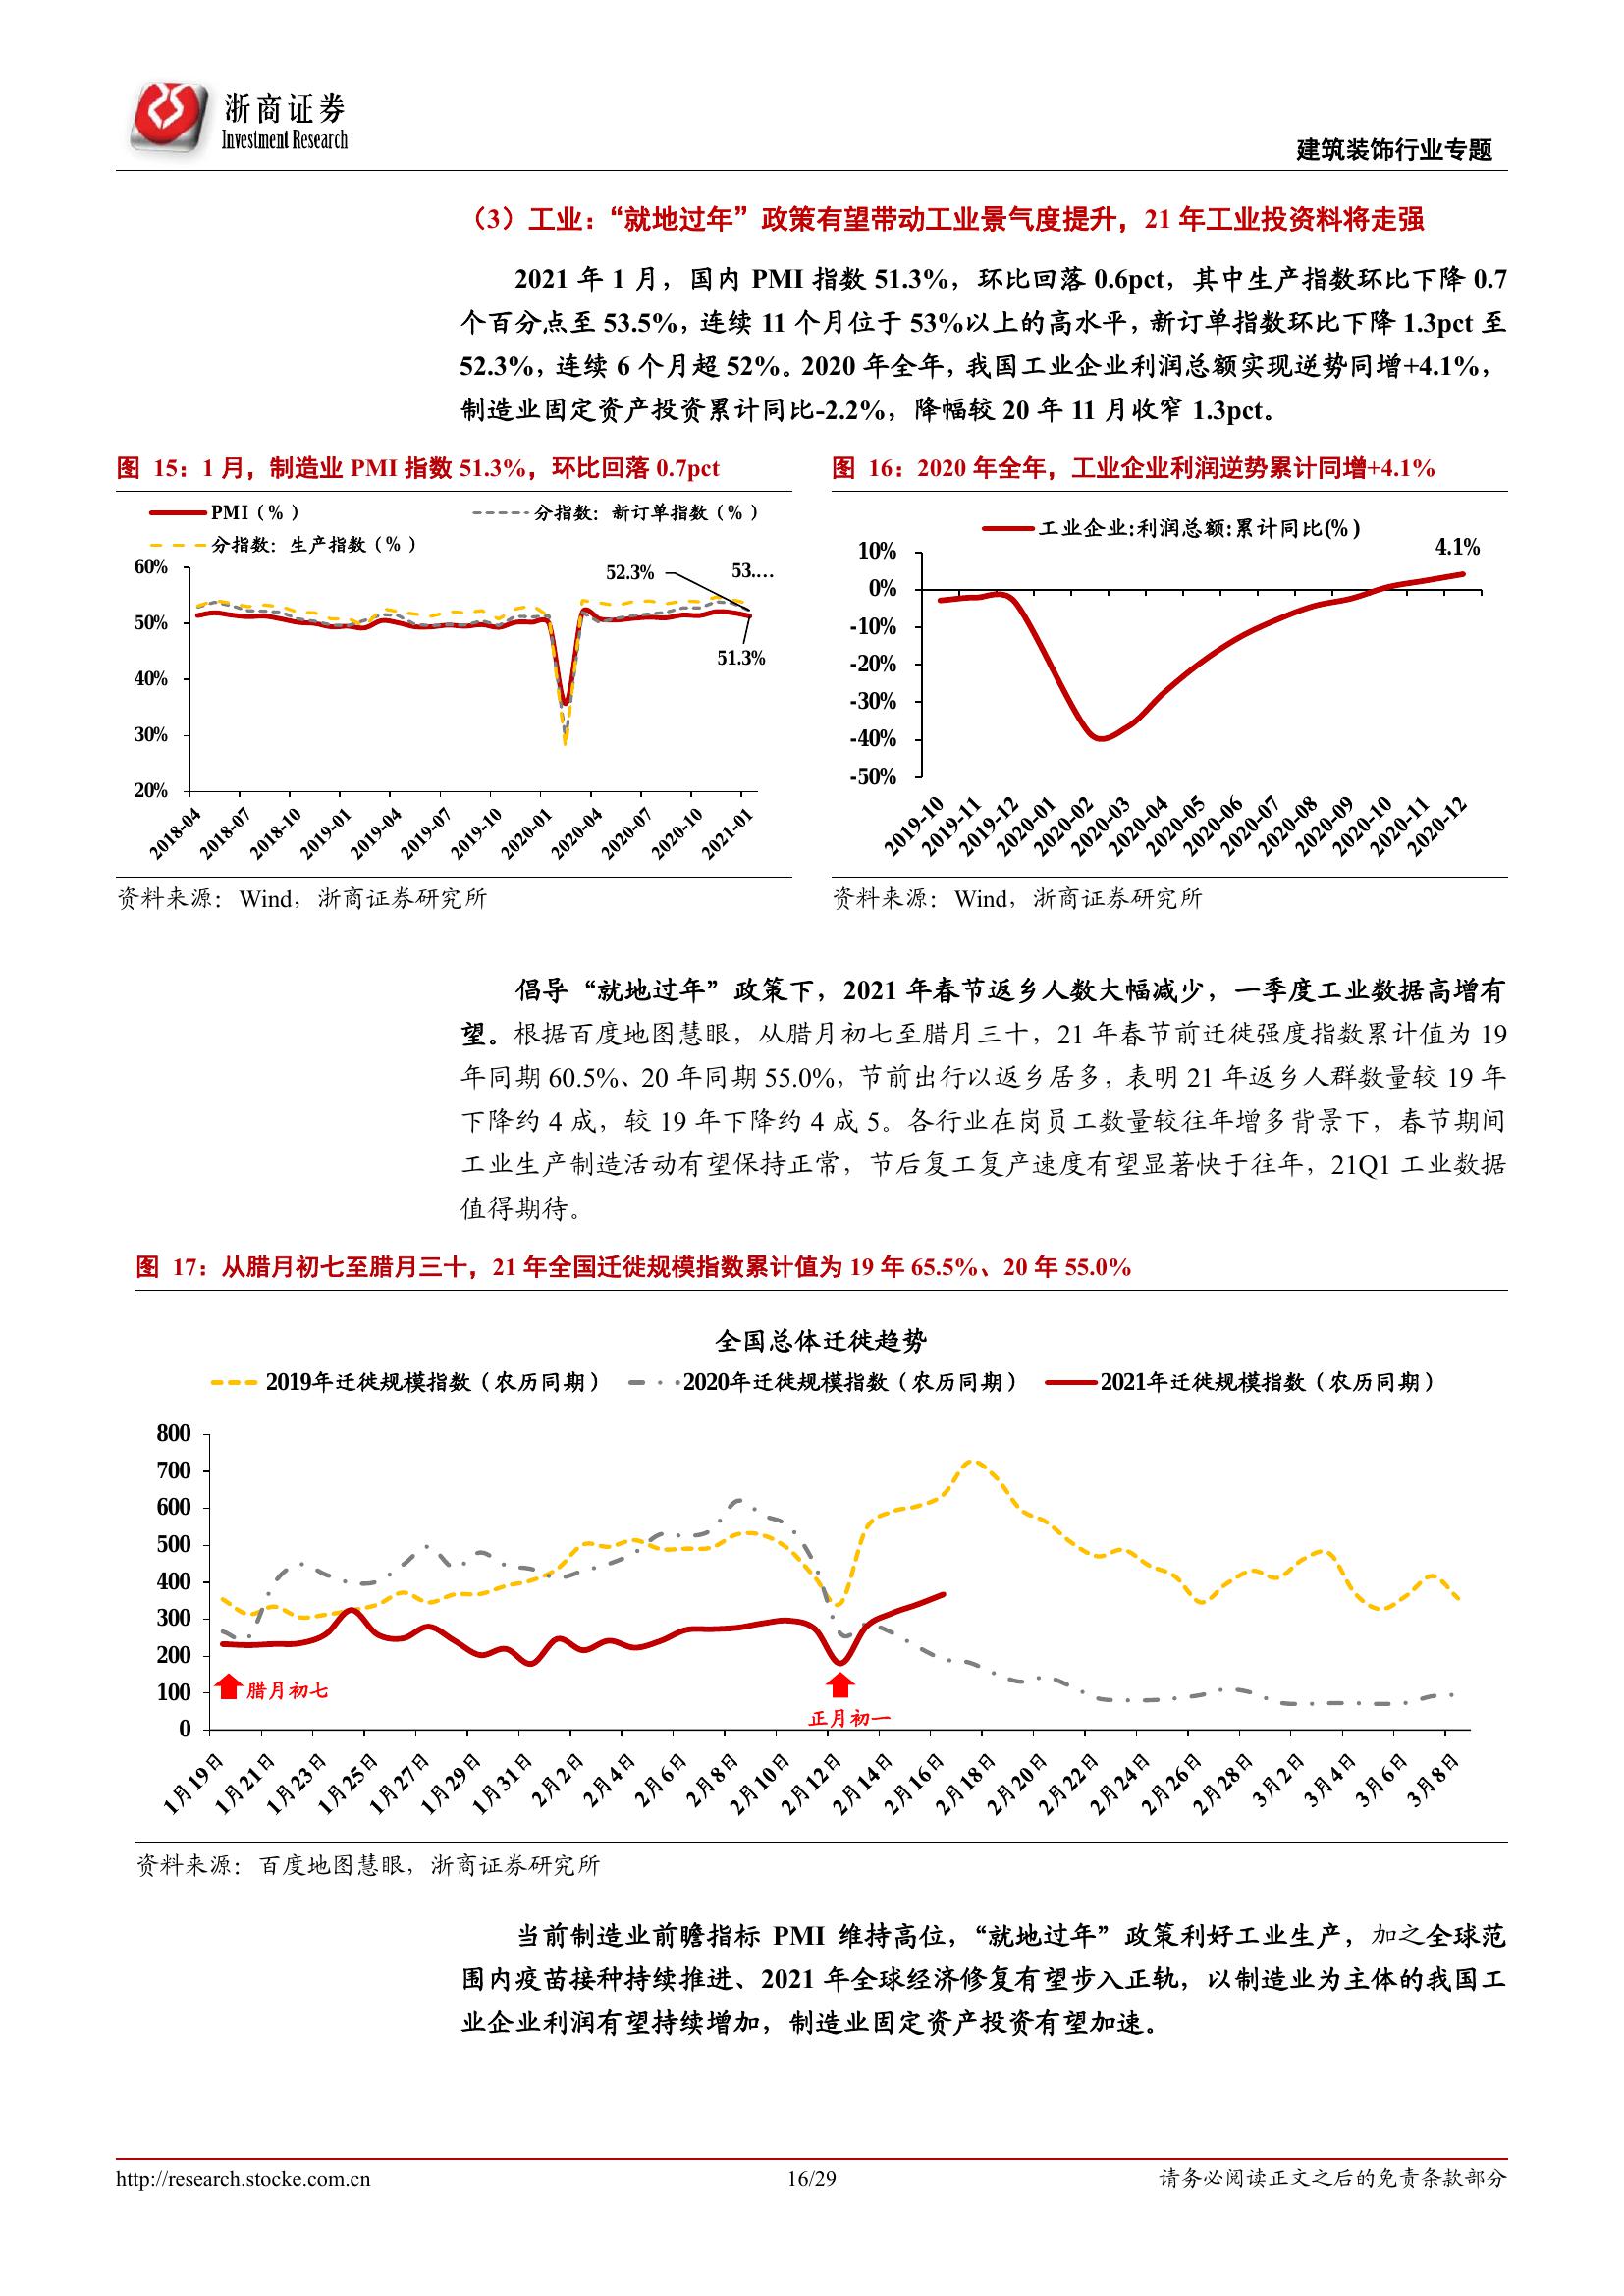 浙商证券
Investment Research
建筑装饰行业专题
（3）工业：“就地过年”政策有望带动工业景气度提升，21 年工业投资料将走强
2021 年 1 月，国内 PMI 指数 51.3%，环比回落 0.6pct，其中生产指数环比下降 0.7
个百分点至 53.5%，连续 11 个月位于 53%以上的高水平，新订单指数环比下降 1.3pct 至
52.3%，连续 6 个月超 52%。2020 年全年，我国工业企业利润总额实现逆势同增+4.1%，
制造业固定资产投资累计同比-2.2%，降幅较 20 年 11 月收窄 1.3pct。
图 15：1 月，制造业 PMI 指数 51.3%，环比回落 0.7pct
PMI（%）
分指数：新订单指数（%）
分指数：生产指数（%）
60%
50%
40%
30%
20%
52.3%
53.…
51.3%
2018-04
2018-07
2018-10
2019-01
2019-04
2019-07
2019-10
2020-01
2020-04
2020-07
2020-10
2021-01
资料来源：Wind，浙商证券研究所
图 16：2020 年全年，工业企业利润逆势累计同增+4.1%
工业企业:利润总额:累计同比(%)
4.1%
10%
0%
-10%
-20%
-30%
-40%
-50%
2019-10
2019-11
2019-12
2020-01
2020-02
2020-03
2020-04
2020-05
2020-06
2020-07
2020-08
2020-09
2020-10
2020-11
2020-12
资料来源：Wind，浙商证券研究所
倡导“就地过年”政策下，2021 年春节返乡人数大幅减少，一季度工业数据高增有
望。根据百度地图慧眼，从腊月初七至腊月三十，21 年春节前迁徙强度指数累计值为 19
年同期 60.5%、20 年同期 55.0%，节前出行以返乡居多，表明 21 年返乡人群数量较 19 年
下降约 4 成，较 19 年下降约 4 成 5。各行业在岗员工数量较往年增多背景下，春节期间
工业生产制造活动有望保持正常，节后复工复产速度有望显著快于往年，21Q1 工业数据
值得期待。
图 17：从腊月初七至腊月三十，21 年全国迁徙规模指数累计值为 19 年 65.5%、20 年 55.0%
全国总体迁徙趋势
2019年迁徙规模指数（农历同期）
2020年迁徙规模指数（农历同期）
2021年迁徙规模指数（农历同期）
800
700
600
500
400
300
200
100
0
腊月初七
正月初一
1月19日
1月21日
1月23日
1月25日
1月27日
1月29日
1月31日
2月2日
2月4日
2月6日
2月8日
2月10日
2月12日
2月14日
2月16日
2月18日
2月20日
2月22日
2月24日
2月26日
2月28日
3月2日
3月4日
3月6日
3月8日
资料来源：百度地图慧眼，浙商证券研究所
当前制造业前瞻指标 PMI 维持高位，“就地过年”政策利好工业生产，加之全球范
围内疫苗接种持续推进、2021 年全球经济修复有望步入正轨，以制造业为主体的我国工
业企业利润有望持续增加，制造业固定资产投资有望加速。
http://research.stocke.com.cn
16/29
请务必阅读正文之后的免责条款部分